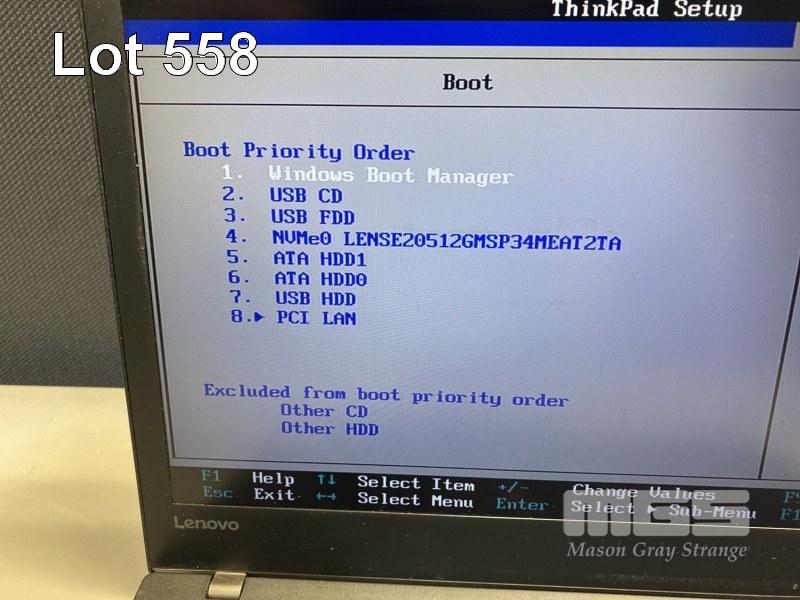 ThinkPad Setup
Lot 558
Boot
Boot Priority Order
1. Windows Boot Manager
2. USB CD
3. USB FDD
4. NVMe0 LENSE20512GMSP34MEAT2TA
5. ATA HDD1
6. ATA HDD0
7. USB HDD
8.▶ PCI LAN
Excluded from boot priority order
Other CD
Other HDD
F1 Help ↑↓ Select Item +/- Change Values
Esc Exit ←→ Select Menu Enter Select ▶ Sub-Menu
Lenovo
MGS
Mason Gray Strange